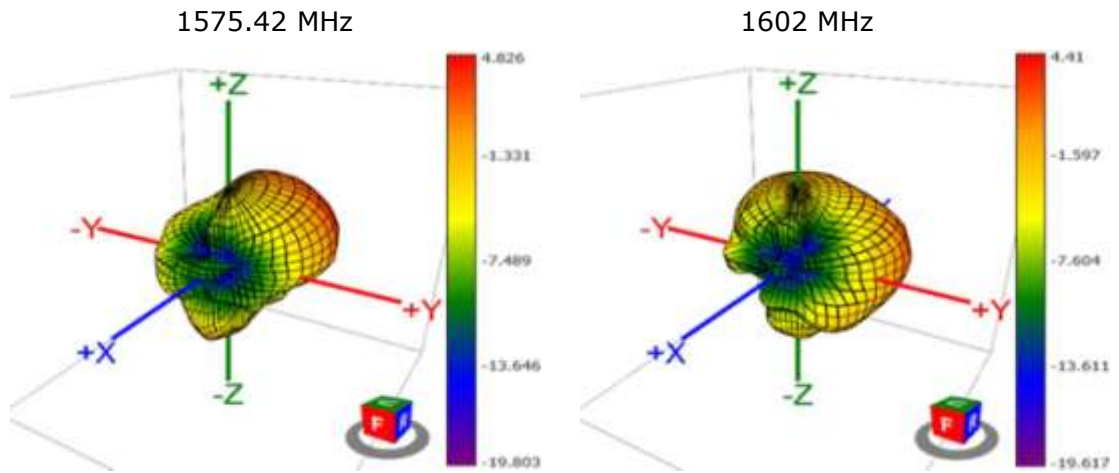 1575.42 MHz
1602 MHz
4.826
-1.331
-7.489
-13.646
-19.803
+Z
-Y
+Y
+X
-Z
F
4.41
-1.597
-7.604
-13.611
-19.617
+Z
-Y
+Y
+X
-Z
F